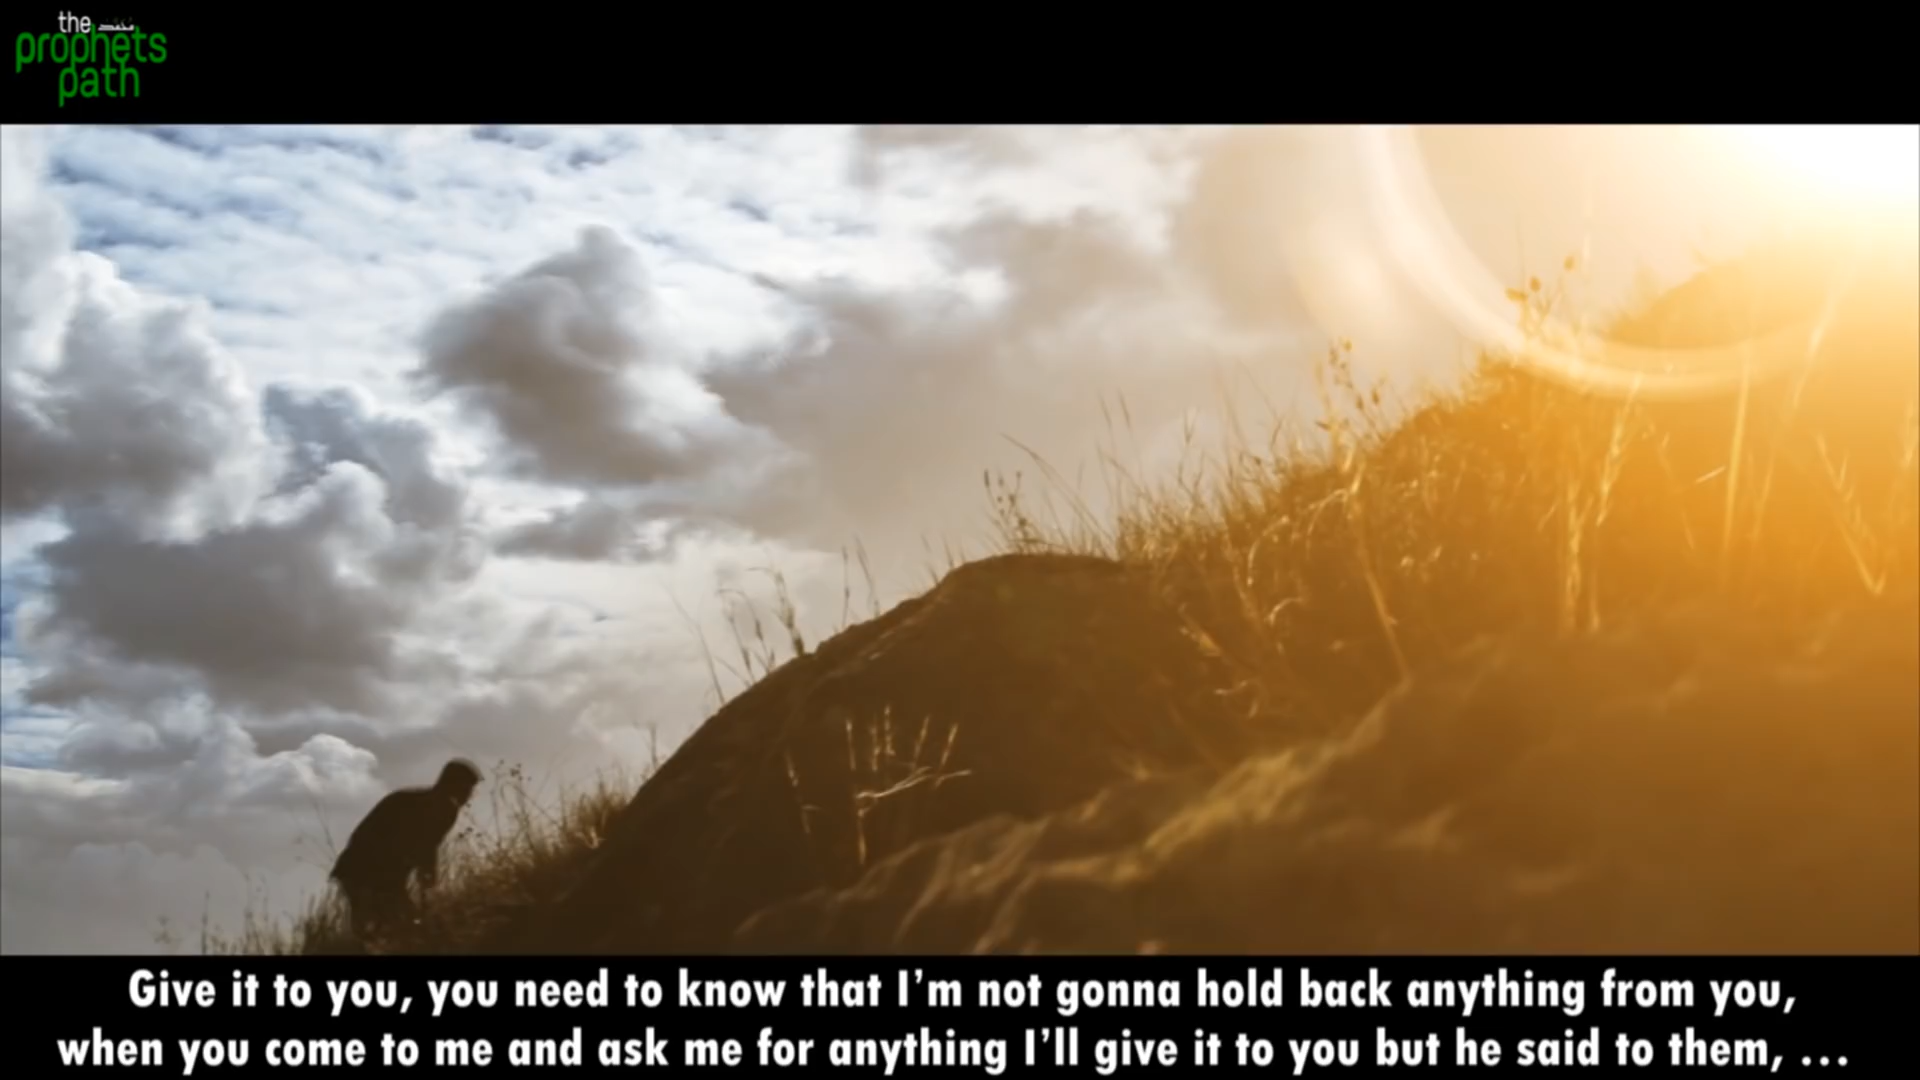 the
prophets
path
Give it to you, you need to know that I'm not gonna hold back anything from you,
when you come to me and ask me for anything I'll give it to you but he said to them, ...